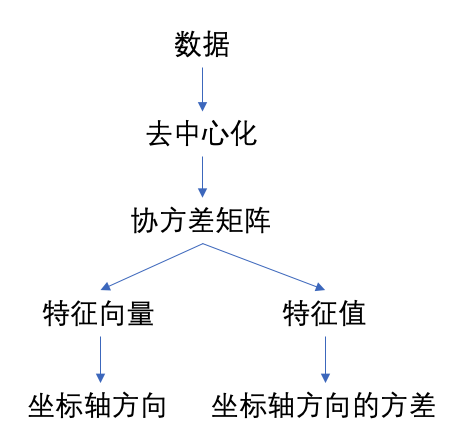 数据
去中心化
协方差矩阵
特征向量
特征值
坐标轴方向
坐标轴方向的方差